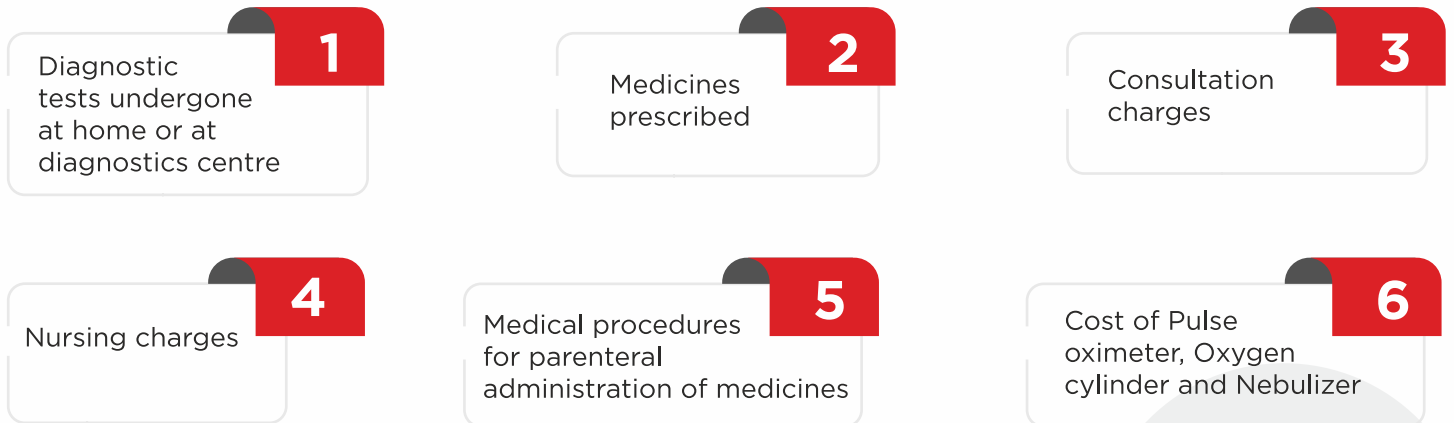 1
Diagnostic
tests undergone
at home or at
diagnostics centre
2
Medicines
prescribed
3
Consultation
charges
4
Nursing charges
5
Medical procedures
for parenteral
administration of medicines
6
Cost of Pulse
oximeter, Oxygen
cylinder and Nebulizer